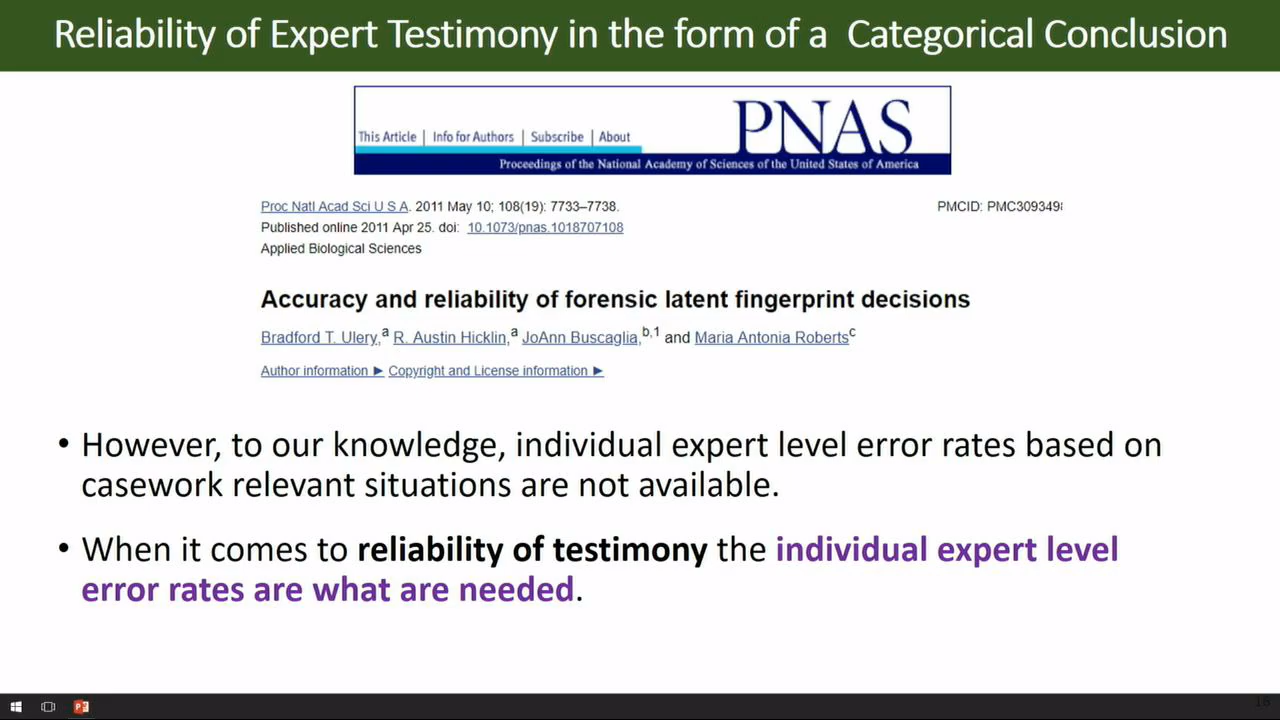 Reliability of Expert Testimony in the form of a Categorical Conclusion
PNAS
This Article | Info for Authors | Subscribe | About
Proceedings of the National Academy of Sciences of the United States of America
Proc Natl Acad Sci U S A. 2011 May 10; 108(19): 7733–7738.
PMCID: PMC309349
Published online 2011 Apr 25. doi: 10.1073/pnas.1018707108
Applied Biological Sciences
Accuracy and reliability of forensic latent fingerprint decisions
Bradford T. Ulery,a R. Austin Hicklin,a JoAnn Buscaglia,b,1 and Maria Antonia Robertsc
Author information ► Copyright and License information ►
• However, to our knowledge, individual expert level error rates based on
casework relevant situations are not available.
• When it comes to reliability of testimony the individual expert level
error rates are what are needed.
16